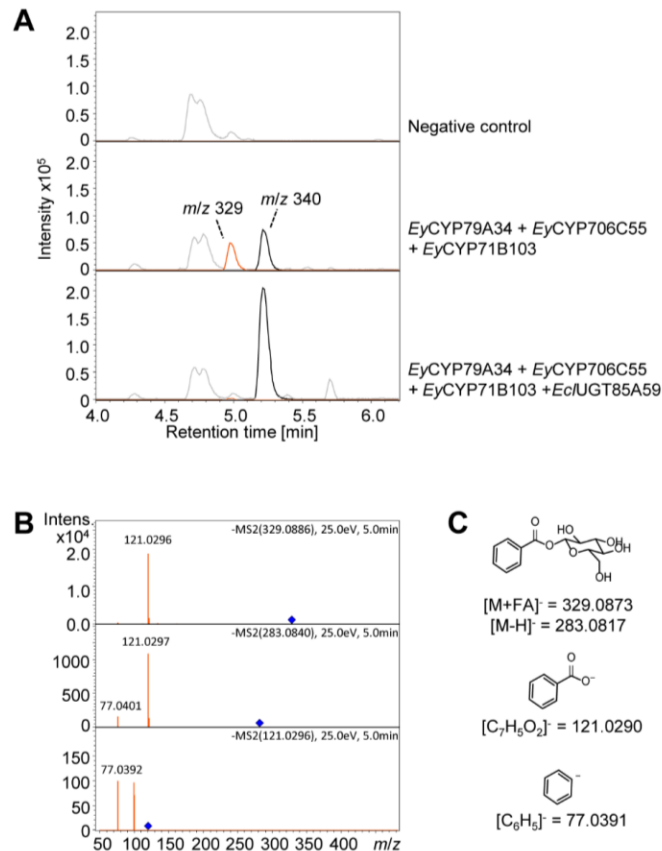 A
2.0
1.5
1.0
0.5
0
Negative control
Intensity x10⁵
2.0
1.5
1.0
0.5
0
m/z 329
m/z 340
EyCYP79A34 + EyCYP706C55
+ EyCYP71B103
2.0
1.5
1.0
0.5
0
EyCYP79A34 + EyCYP706C55
+ EyCYP71B103 +EclUGT85A59
4.0 4.5 5.0 5.5 6.0
Retention time [min]
B
Intens.
x10⁴
2.0
1.0
0.0
121.0296
-MS2(329.0886), 25.0eV, 5.0min
1000
500
0
121.0297
77.0401
-MS2(283.0840), 25.0eV, 5.0min
150
100
50
0
77.0392
-MS2(121.0296), 25.0eV, 5.0min
50 100 150 200 250 300 350 400 m/z
C
O
O
HO
OH
OH
O
OH
[M+FA]⁻ = 329.0873
[M-H]⁻ = 283.0817
O
O⁻
[C₇H₅O₂]⁻ = 121.0290
−
[C₆H₅]⁻ = 77.0391